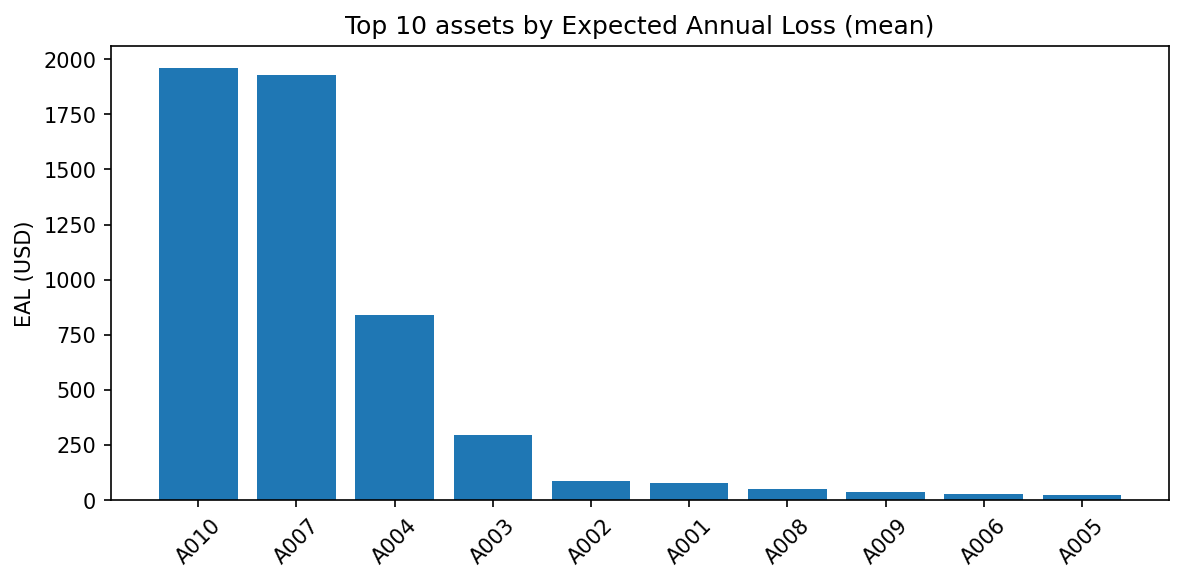 Top 10 assets by Expected Annual Loss (mean)
EAL (USD)
2000
1750
1500
1250
1000
750
500
250
0
A010
A007
A004
A003
A002
A001
A008
A009
A006
A005